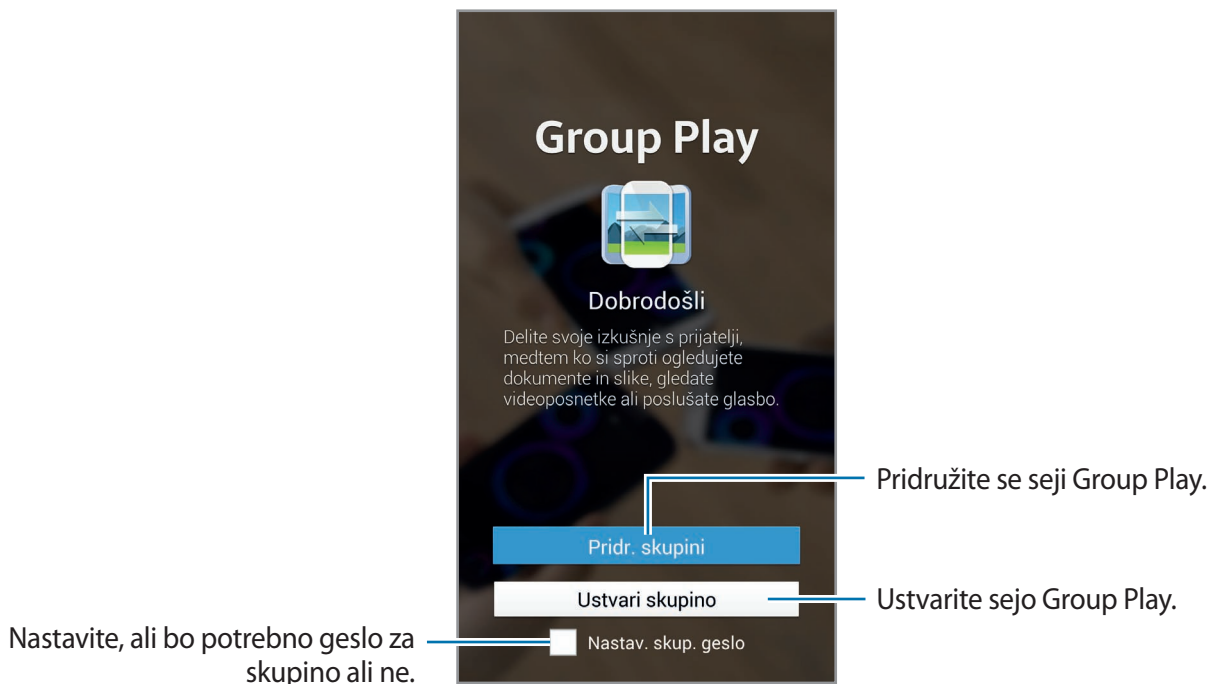 Group Play
Dobrodošli
Delite svoje izkušnje s prijatelji,
medtem ko si sproti ogledujete
dokumente in slike, gledate
videoposnetke ali poslušate glasbo.
Pridružite se seji Group Play.
Pridr. skupini
Ustvari skupino
Ustvarite sejo Group Play.
Nastavite, ali bo potrebno geslo za
skupino ali ne.
Nastav. skup. geslo